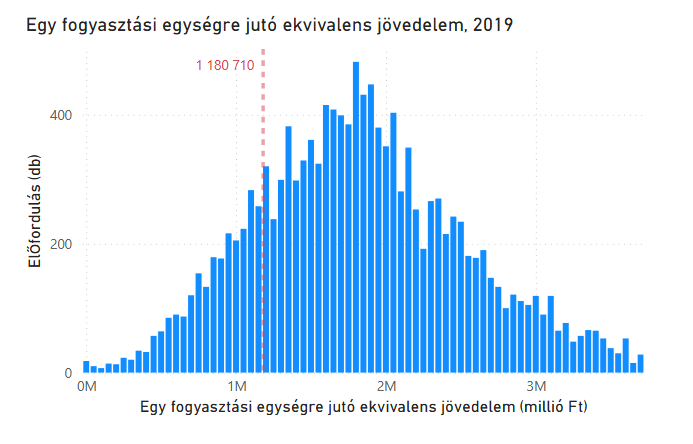 Egy fogyasztási egységre jutó ekvivalens jövedelem, 2019
1 180 710
400
200
0
Előfordulás (db)
0M
1M
2M
3M
Egy fogyasztási egységre jutó ekvivalens jövedelem (millió Ft)